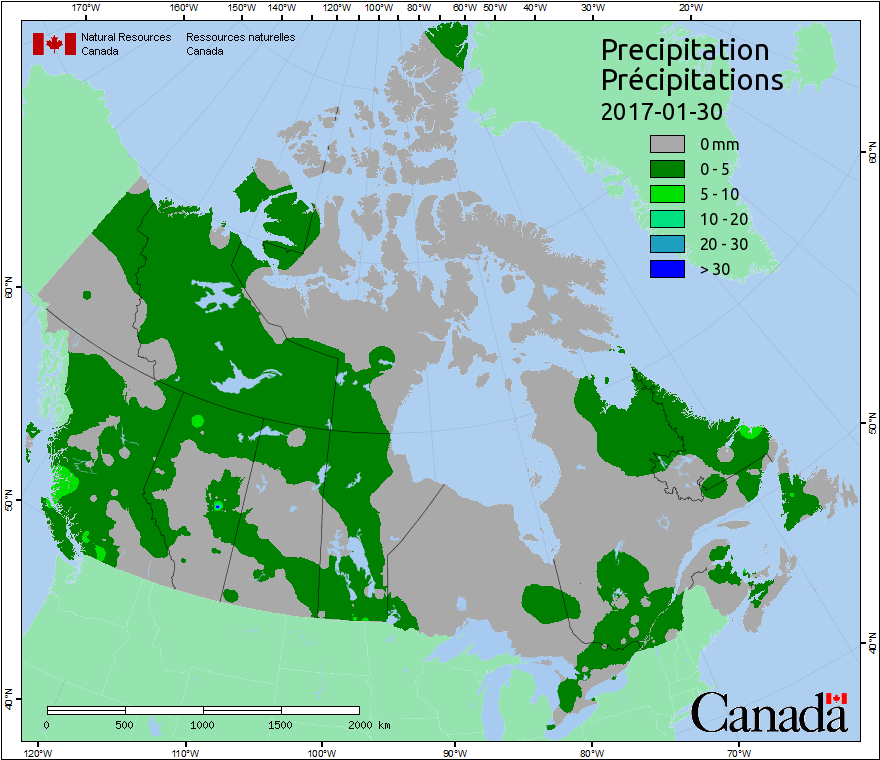 170°W 160°W 150°W 140°W 130°W 120°W 110°W 100°W 90°W 80°W 70°W 60°W 50°W 40°W 30°W 20°W
Natural Resources Canada
Ressources naturelles Canada
Precipitation
Précipitations
2017-01-30
0 mm
0 - 5
5 - 10
10 - 20
20 - 30
> 30
60°N
60°N
50°N
50°N
40°N
40°N
0 500 1000 1500 2000 km
Canada
120°W 110°W 100°W 90°W 80°W 70°W